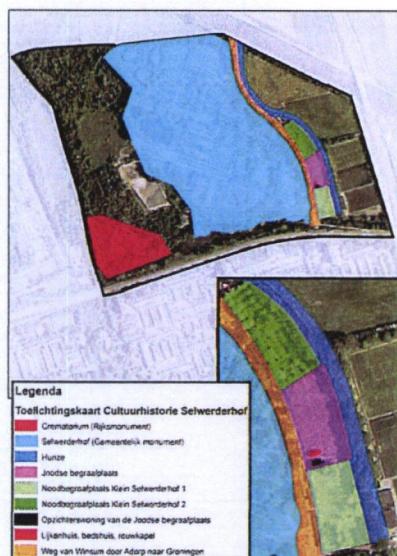 Legenda
Toelichtingskaart Cultuurhistorie Selwerderhof
Crematorium (Rijksmonument)
Selwerderhof (Gemeentelijk monument)
Hunze
Joodse begraafplaats
Noodbegraafplaats Klein Selwerderhof 1
Noodbegraafplaats Klein Selwerderhof 2
Opzichterswoning van de Joodse begraafplaats
Lijkenhuis, bedshuis, rouwkapel
Weg van Winsum door Adorp naar Groningen